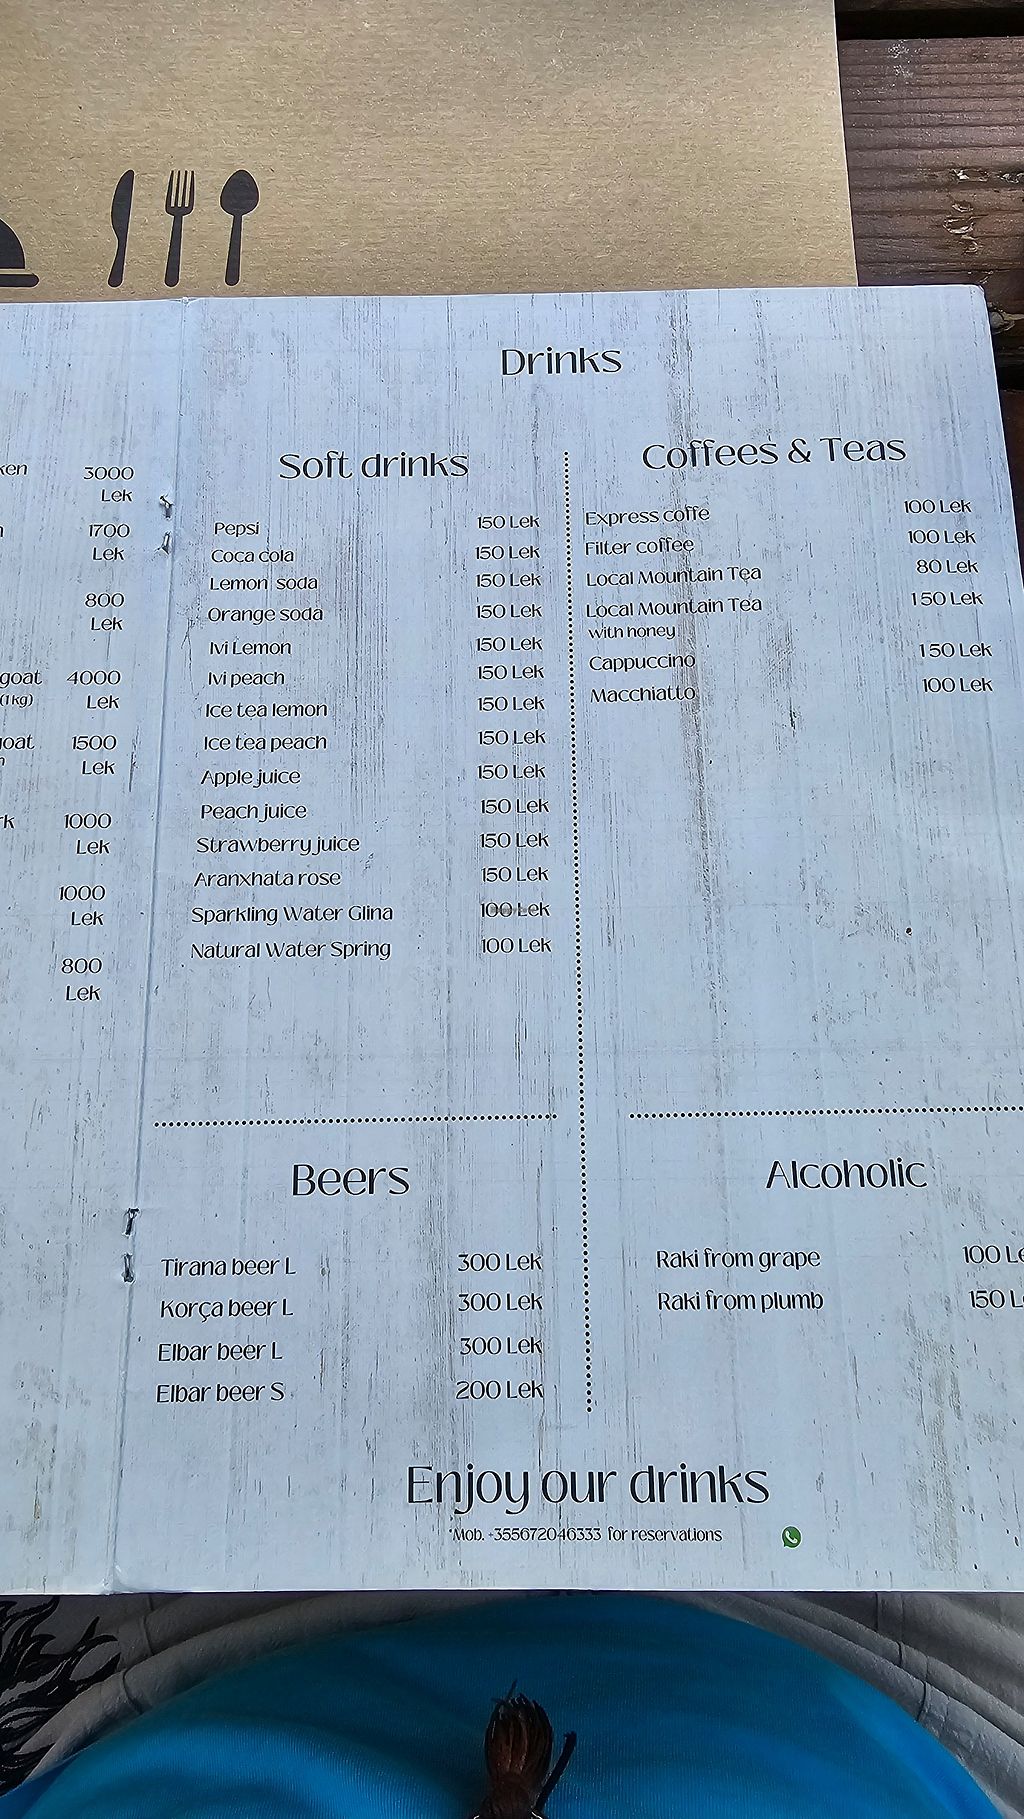 3000
Lek
1700
Lek
800
Lek
goat 4000
(1kg) Lek
1500
Lek
1000
Lek
1000
Lek
800
Lek
Drinks
Soft drinks
Pepsi 150 Lek
Coca cola 150 Lek
Lemon soda 150 Lek
Orange soda 150 Lek
Ivi Lemon 150 Lek
Ivi peach 150 Lek
Ice tea lemon 150 Lek
Ice tea peach 150 Lek
Apple juice 150 Lek
Peach juice 150 Lek
Strawberry juice 150 Lek
Aranxhata rose 150 Lek
Sparkling Water Glina 100 Lek
Natural Water Spring 100 Lek
Coffees & Teas
Express coffe 100 Lek
Filter coffee 100 Lek
Local Mountain Tea 80 Lek
Local Mountain Tea 150 Lek
with honey
Cappuccino 150 Lek
Macchiatto 100 Lek
Beers
Tirana beer L 300 Lek
Korça beer L 300 Lek
Elbar beer L 300 Lek
Elbar beer S 200 Lek
Alcoholic
Raki from grape 100 Le
Raki from plumb 150 L
Enjoy our drinks
Mob. +355672046333 for reservations